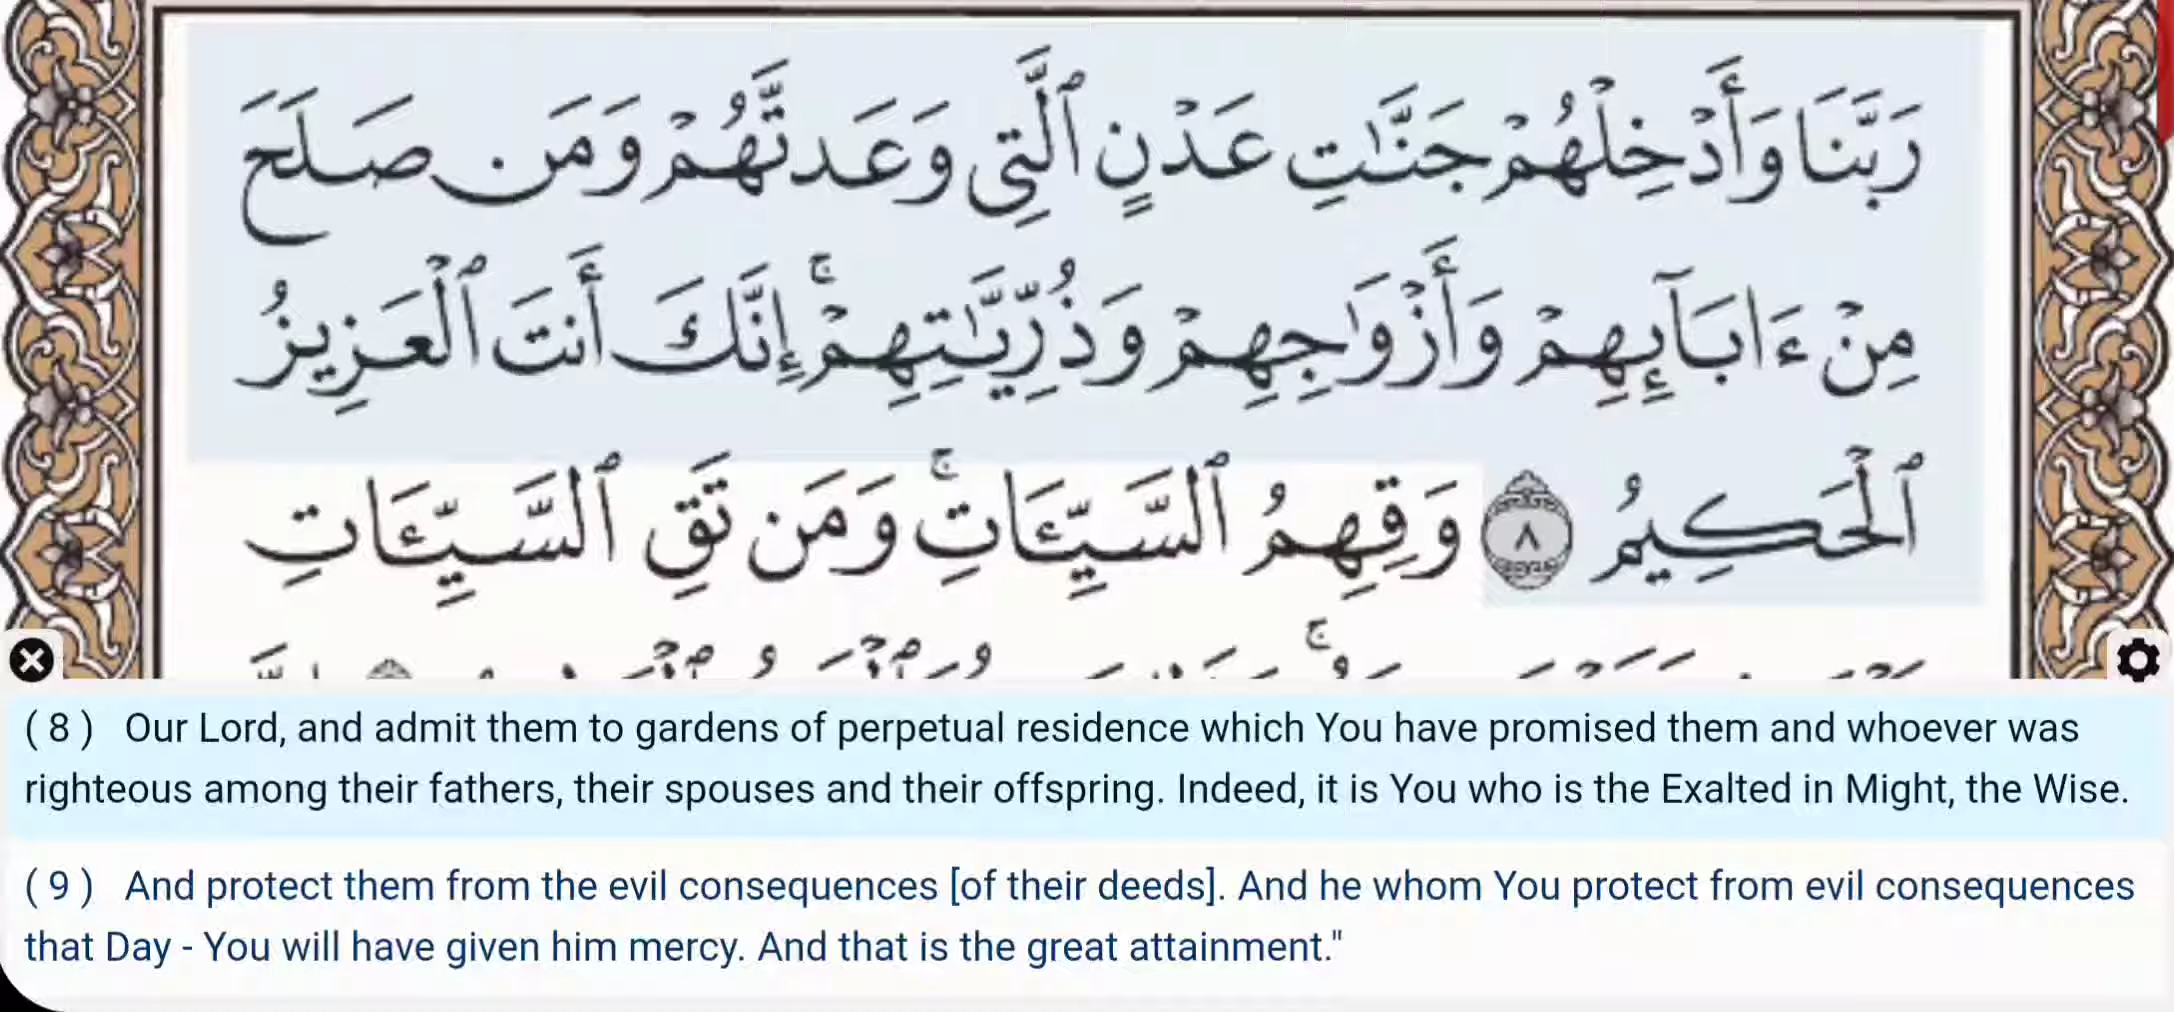 رَبَّنَا وَأَدْخِلْهُمْ جَنَّٰتِ عَدْنٍ ٱلَّتِى وَعَدتَّهُمْ وَمَن صَلَحَ
مِنْ ءَابَآئِهِمْ وَأَزْوَٰجِهِمْ وَذُرِّيَّٰتِهِمْ ۚ إِنَّكَ أَنتَ ٱلْعَزِيزُ
ٱلْحَكِيمُ ٨ وَقِهِمُ ٱلسَّيِّـَٔاتِ ۚ وَمَن تَقِ ٱلسَّيِّـَٔاتِ
( 8 ) Our Lord, and admit them to gardens of perpetual residence which You have promised them and whoever was
righteous among their fathers, their spouses and their offspring. Indeed, it is You who is the Exalted in Might, the Wise.
( 9 ) And protect them from the evil consequences [of their deeds]. And he whom You protect from evil consequences
that Day - You will have given him mercy. And that is the great attainment."